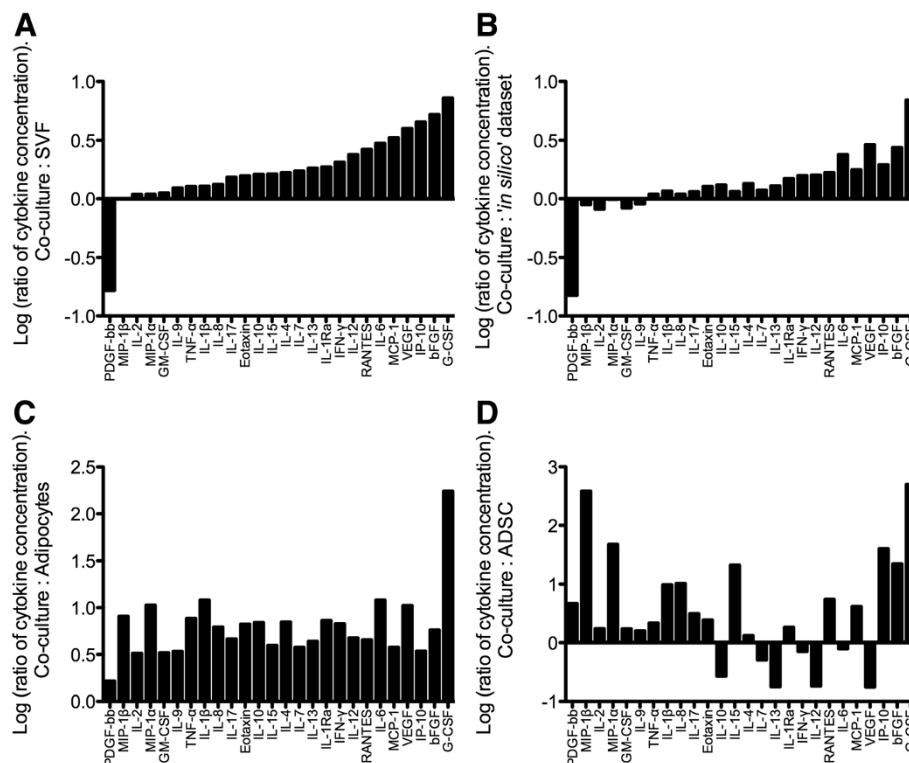 A
Log (ratio of cytokine concentration).
Co-culture : SVF
1.0
0.5
0.0
-0.5
-1.0
PDGF-bb
MIP-1β
IL-2
MIP-1α
GM-CSF
IL-9
TNF-α
IL-1β
IL-8
IL-17
Eotaxin
IL-10
IL-15
IL-4
IL-7
IL-13
IL-1Ra
IFN-γ
IL-12
RANTES
IL-6
MCP-1
VEGF
IP-10
bFGF
G-CSF
B
Log (ratio of cytokine concentration).
Co-culture : 'in silico' dataset
1.0
0.5
0.0
-0.5
-1.0
PDGF-bb
MIP-1β
IL-2
MIP-1α
GM-CSF
IL-9
TNF-α
IL-1β
IL-8
IL-17
Eotaxin
IL-10
IL-15
IL-4
IL-7
IL-13
IL-1Ra
IFN-γ
IL-12
RANTES
IL-6
MCP-1
VEGF
IP-10
bFGF
G-CSF
C
Log (ratio of cytokine concentration).
Co-culture : Adipocytes
2.5
2.0
1.5
1.0
0.5
0.0
PDGF-bb
MIP-1β
IL-2
MIP-1α
GM-CSF
IL-9
TNF-α
IL-1β
IL-8
IL-17
Eotaxin
IL-10
IL-15
IL-4
IL-7
IL-13
IL-1Ra
IFN-γ
IL-12
RANTES
IL-6
MCP-1
VEGF
IP-10
bFGF
G-CSF
D
Log (ratio of cytokine concentration).
Co-culture : ADSC
3
2
1
0
-1
PDGF-bb
MIP-1β
IL-2
MIP-1α
GM-CSF
IL-9
TNF-α
IL-1β
IL-8
IL-17
Eotaxin
IL-10
IL-15
IL-4
IL-7
IL-13
IL-1Ra
IFN-γ
IL-12
RANTES
IL-6
MCP-1
VEGF
IP-10
bFGF
G-CSF